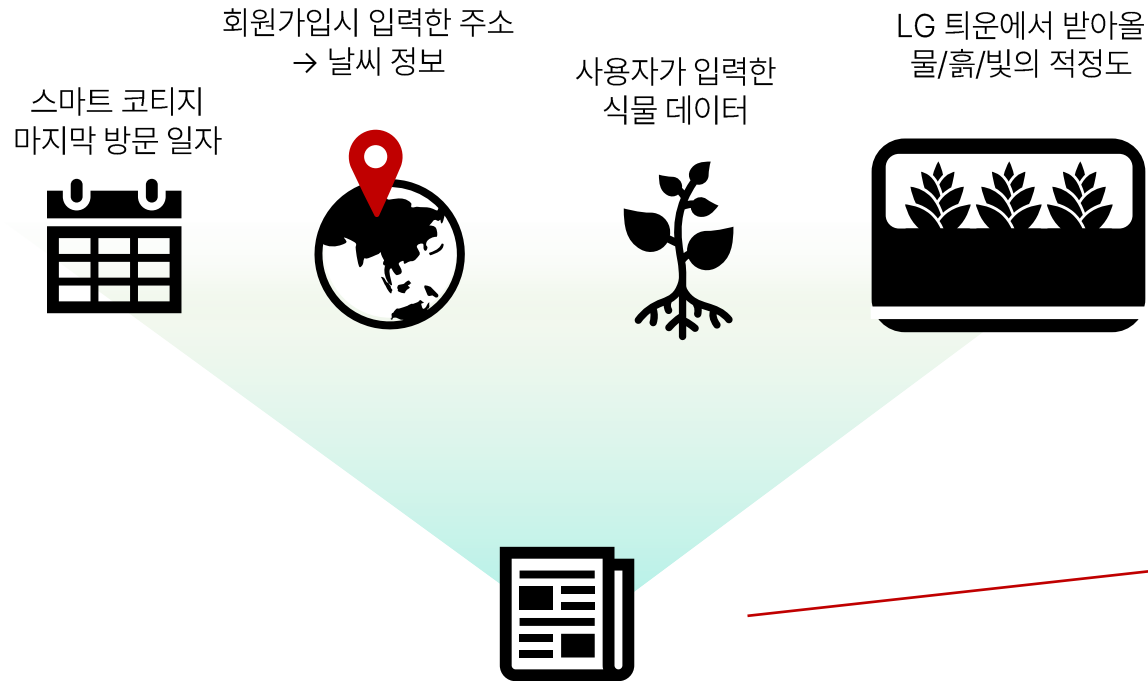 스마트 코티지
마지막 방문 일자
회원가입시 입력한 주소
→ 날씨 정보
사용자가 입력한
식물 데이터
LG 틔운에서 받아올
물/흙/빛의 적정도